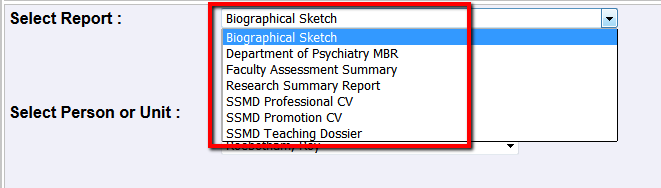 Select Report :
Biographical Sketch
Biographical Sketch
Department of Psychiatry MBR
Faculty Assessment Summary
Research Summary Report
SSMD Professional CV
SSMD Promotion CV
Select Person or Unit :
SSMD Teaching Dossier